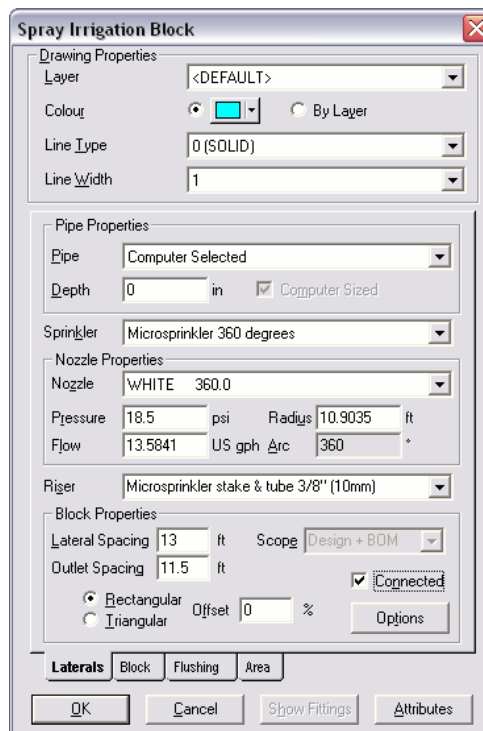 Spray Irrigation Block
Drawing Properties
Layer <DEFAULT>
Colour By Layer
Line Type 0 (SOLID)
Line Width 1
Pipe Properties
Pipe Computer Selected
Depth 0 in Computer Sized
Sprinkler Microsprinkler 360 degrees
Nozzle Properties
Nozzle WHITE 360.0
Pressure 18.5 psi Radius 10.9035 ft
Flow 13.5841 US gph Arc 360 °
Riser Microsprinkler stake & tube 3/8" (10mm)
Block Properties
Lateral Spacing 13 ft Scope Design + BOM
Outlet Spacing 11.5 ft
Connected
Rectangular
Triangular
Offset 0 %
Options
Laterals Block Flushing Area
OK Cancel Show Fittings Attributes